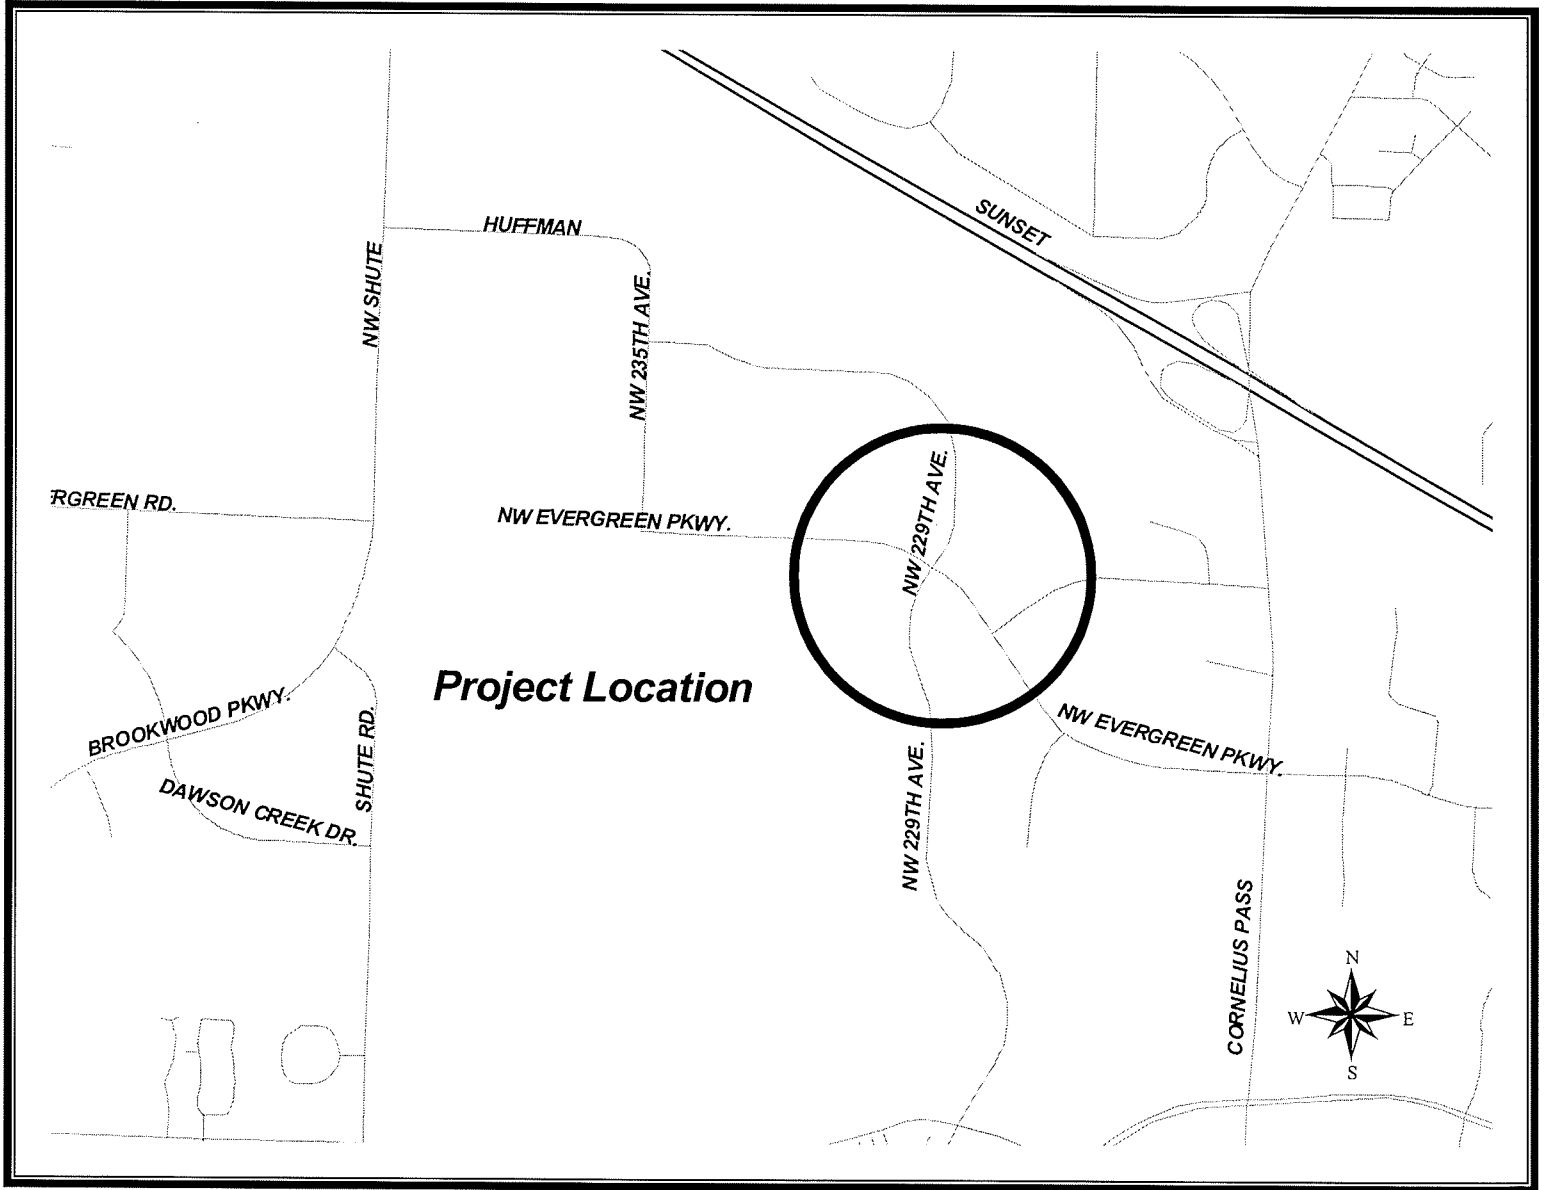 SUNSET
HUFFMAN
NW SHUTE
NW 235TH AVE.
RGREEN RD.
NW EVERGREEN PKWY.
NW 229TH AVE.
Project Location
BROOKWOOD PKWY.
SHUTE RD.
NW EVERGREEN PKWY.
DAWSON CREEK DR.
NW 229TH AVE.
CORNELIUS PASS
N
W
E
S